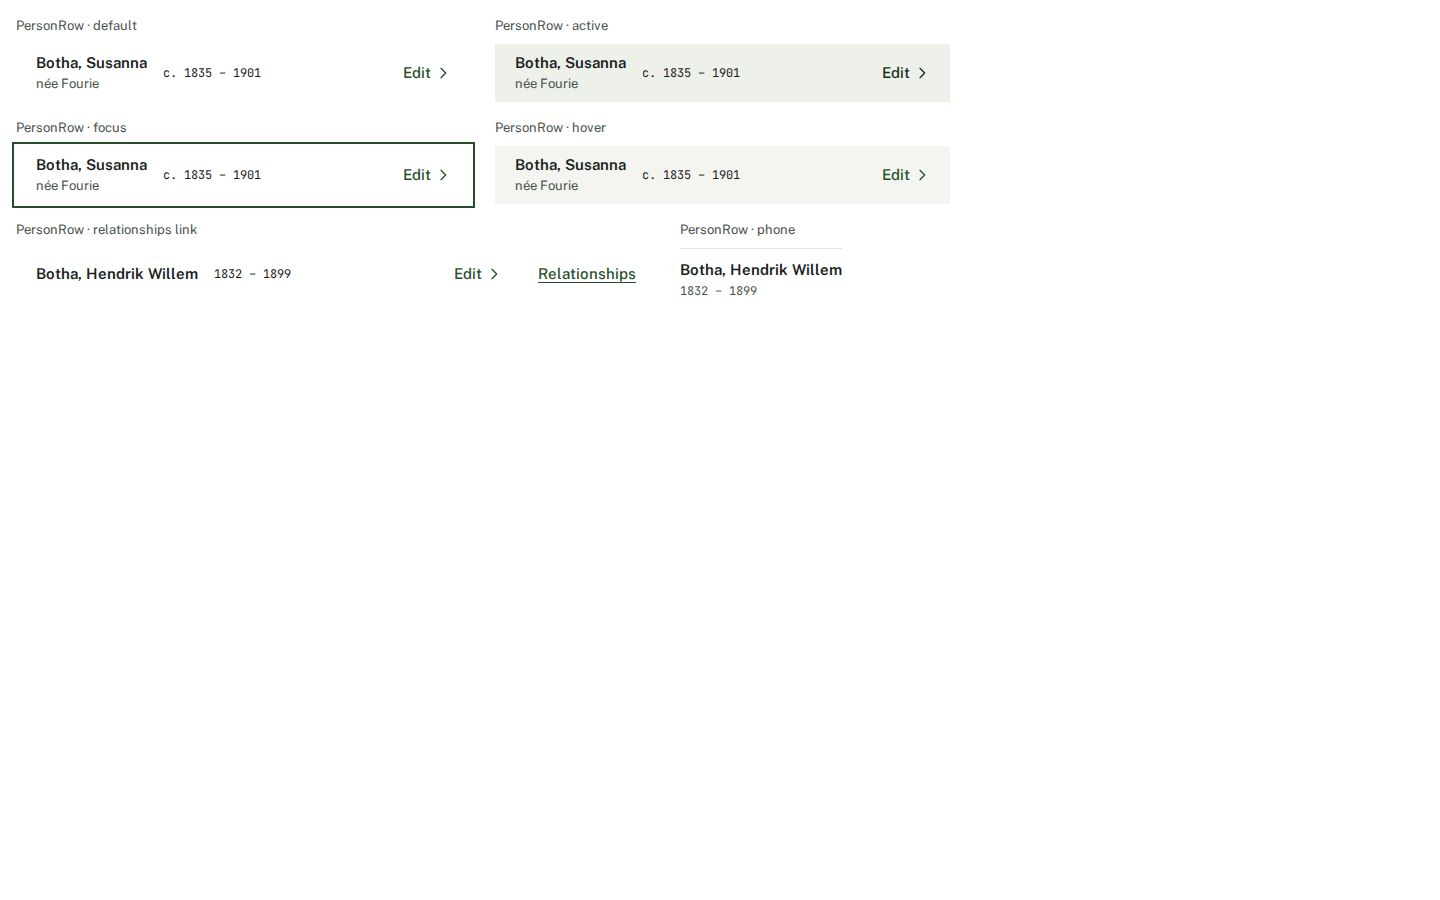 PersonRow · default
Botha, Susanna
née Fourie
c. 1835 – 1901
Edit
PersonRow · active
Botha, Susanna
née Fourie
c. 1835 – 1901
Edit
PersonRow · focus
Botha, Susanna
née Fourie
c. 1835 – 1901
Edit
PersonRow · hover
Botha, Susanna
née Fourie
c. 1835 – 1901
Edit
PersonRow · relationships link
Botha, Hendrik Willem
1832 – 1899
Edit
Relationships
PersonRow · phone
Botha, Hendrik Willem
1832 – 1899